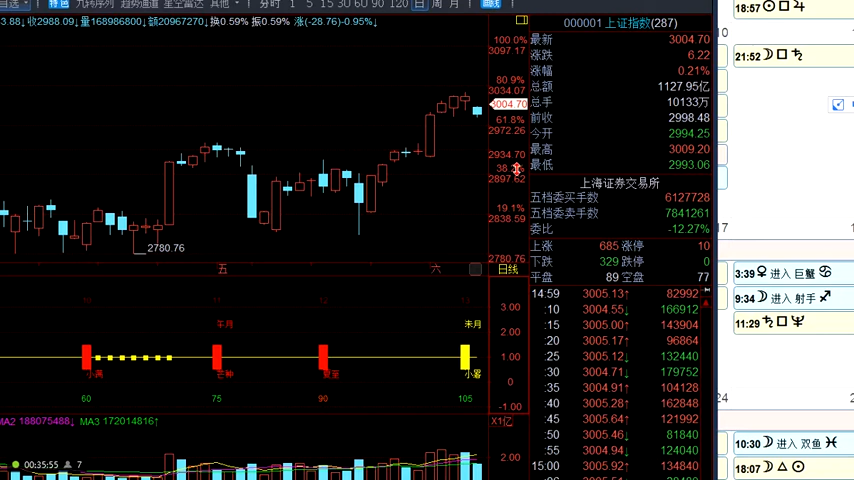 自选 特色 九转序列 趋势通道 星空雷达 其他 分时 1 5 15 30 60 90 120 日 周 月 画线
3.88↓收2988.09↓量168986800↓额20967270↓换0.59% 振0.59% 涨(-28.76)-0.95%↓
100.0%
3097.17
80.9%
3034.07
3004.70
61.8%
2972.26
2934.70
2897.62
19.1%
2838.59
2780.76
2780.76
五
六
日线
3.00
2.00
1.00
0
-1.00
羊月
未月
芒种
夏至
小暑
60
75
90
105
MA2 188075488↓ MA3 172014816↑
X1亿
2.00
00:35:55 7
000001 上证指数(287)
最新 3004.70
涨跌 6.22
涨幅 0.21%
总额 1127.95亿
总手 10133万
前收 2998.48
今开 2994.25
最高 3009.20
最低 2993.06
上海证券交易所
五档委买手数 6127728
五档委卖手数 7841261
委比 -12.27%
上涨 685 涨停 10
下跌 329 跌停 0
平盘 89 空盘 77
14:59 3005.13↑ 82992
:10 3004.55↓ 166912
:15 3005.00↑ 143904
:20 3005.17↑ 96864
:25 3005.12↓ 132440
:30 3004.71↓ 179752
:35 3004.91↑ 104128
:40 3005.28↑ 162848
:45 3005.64↑ 121992
:50 3005.46↓ 81840
:55 3004.94↓ 124040
15:00 3005.92↑ 134840
18:57☉□♃
10
21:52☽□♄
17
3:39♀ 进入 巨蟹♋
9:34☽ 进入 射手♐
11:29♄□♆
24
10:30☽ 进入 双鱼♓
18:07☽△☉